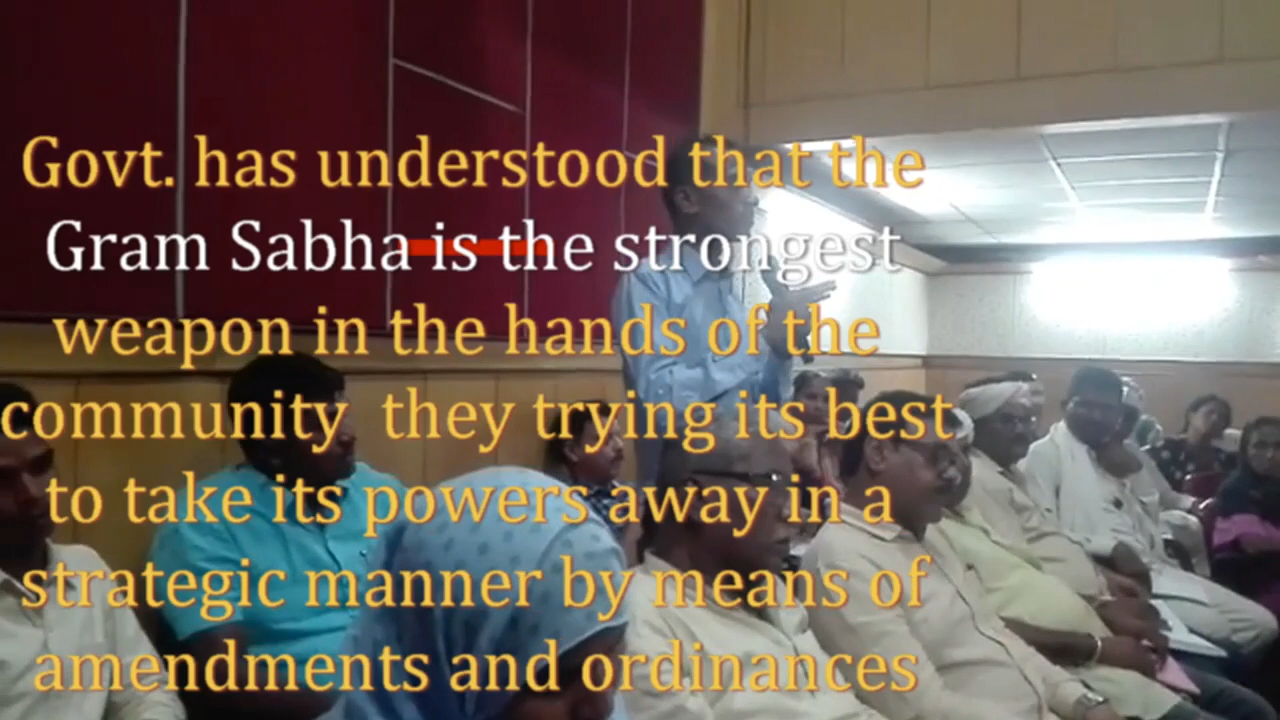 Govt. has understood that the
Gram Sabha is the strongest
weapon in the hands of the
community they trying its best
to take its powers away in a
strategic manner by means of
amendments and ordinances